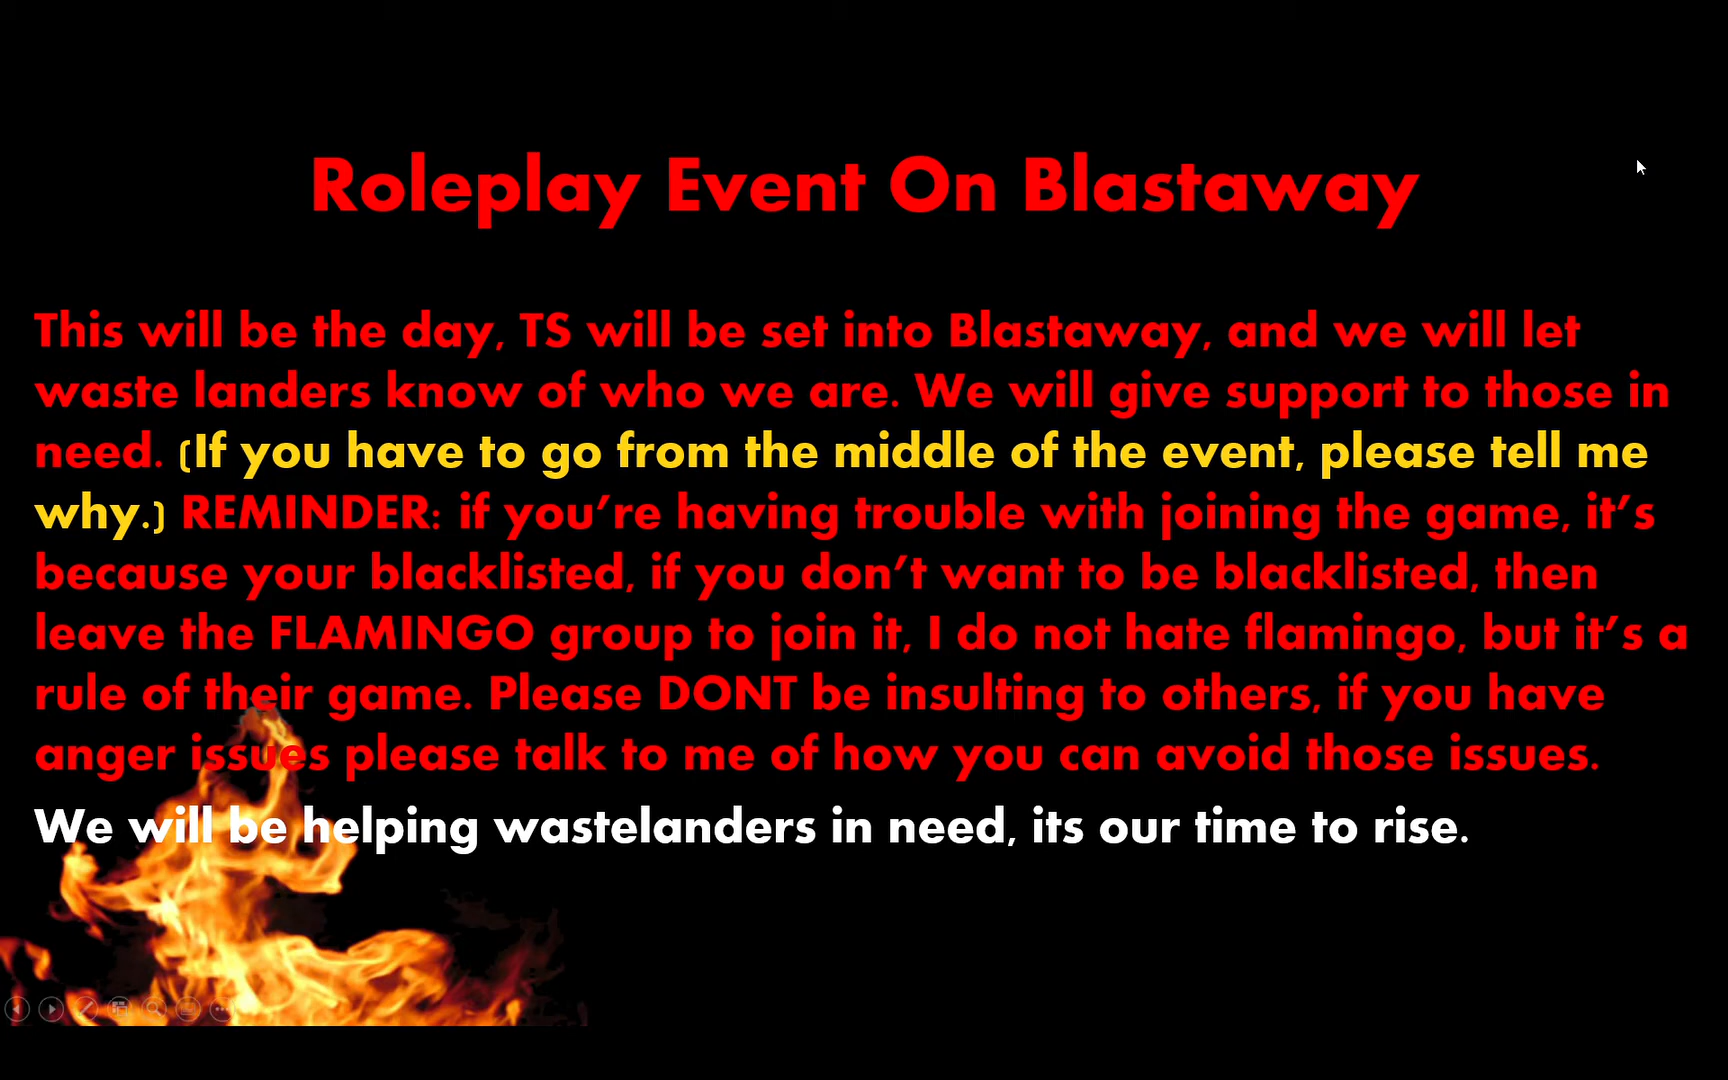 Roleplay Event On Blastaway
This will be the day, TS will be set into Blastaway, and we will let
waste landers know of who we are. We will give support to those in
need. (If you have to go from the middle of the event, please tell me
why.) REMINDER: if you’re having trouble with joining the game, it’s
because your blacklisted, if you don’t want to be blacklisted, then
leave the FLAMINGO group to join it, I do not hate flamingo, but it’s a
rule of their game. Please DONT be insulting to others, if you have
anger issues please talk to me of how you can avoid those issues.
We will be helping wastelanders in need, its our time to rise.